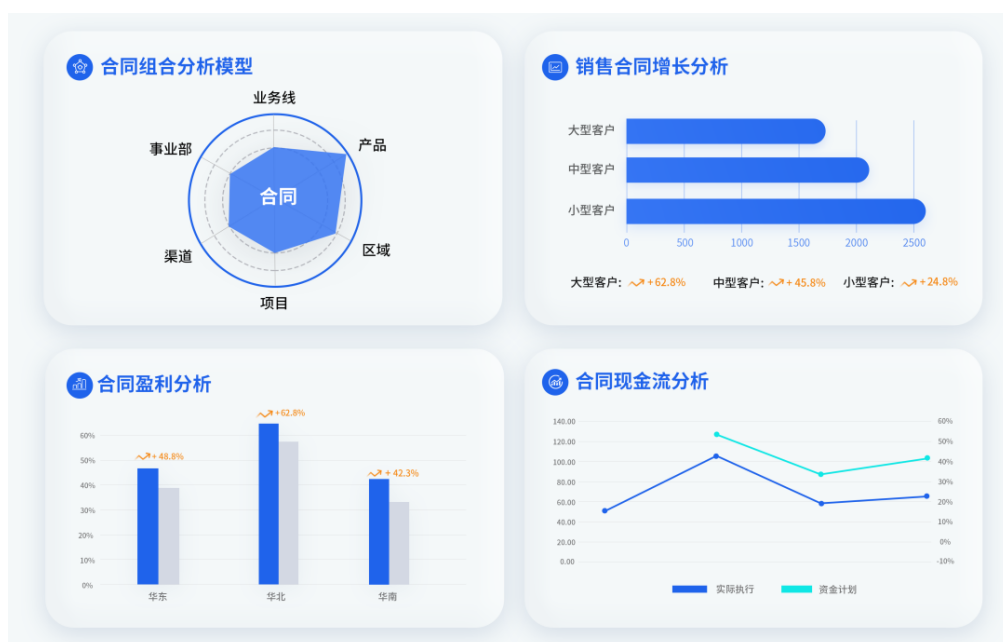 合同组合分析模型
业务线
事业部
产品
合同
渠道
区域
项目
销售合同增长分析
大型客户
中型客户
小型客户
0 500 1000 1500 2000 2500
大型客户: +62.8% 中型客户: + 45.8% 小型客户: + 24.8%
合同盈利分析
+62.8%
60%
+ 48.8%
50%
+ 42.3%
40%
30%
20%
10%
0%
华东 华北 华南
合同现金流分析
140.00 60%
120.00 50%
100.00 40%
80.00 30%
60.00 20%
40.00 10%
20.00 0%
0.00 -10%
实际执行 资金计划